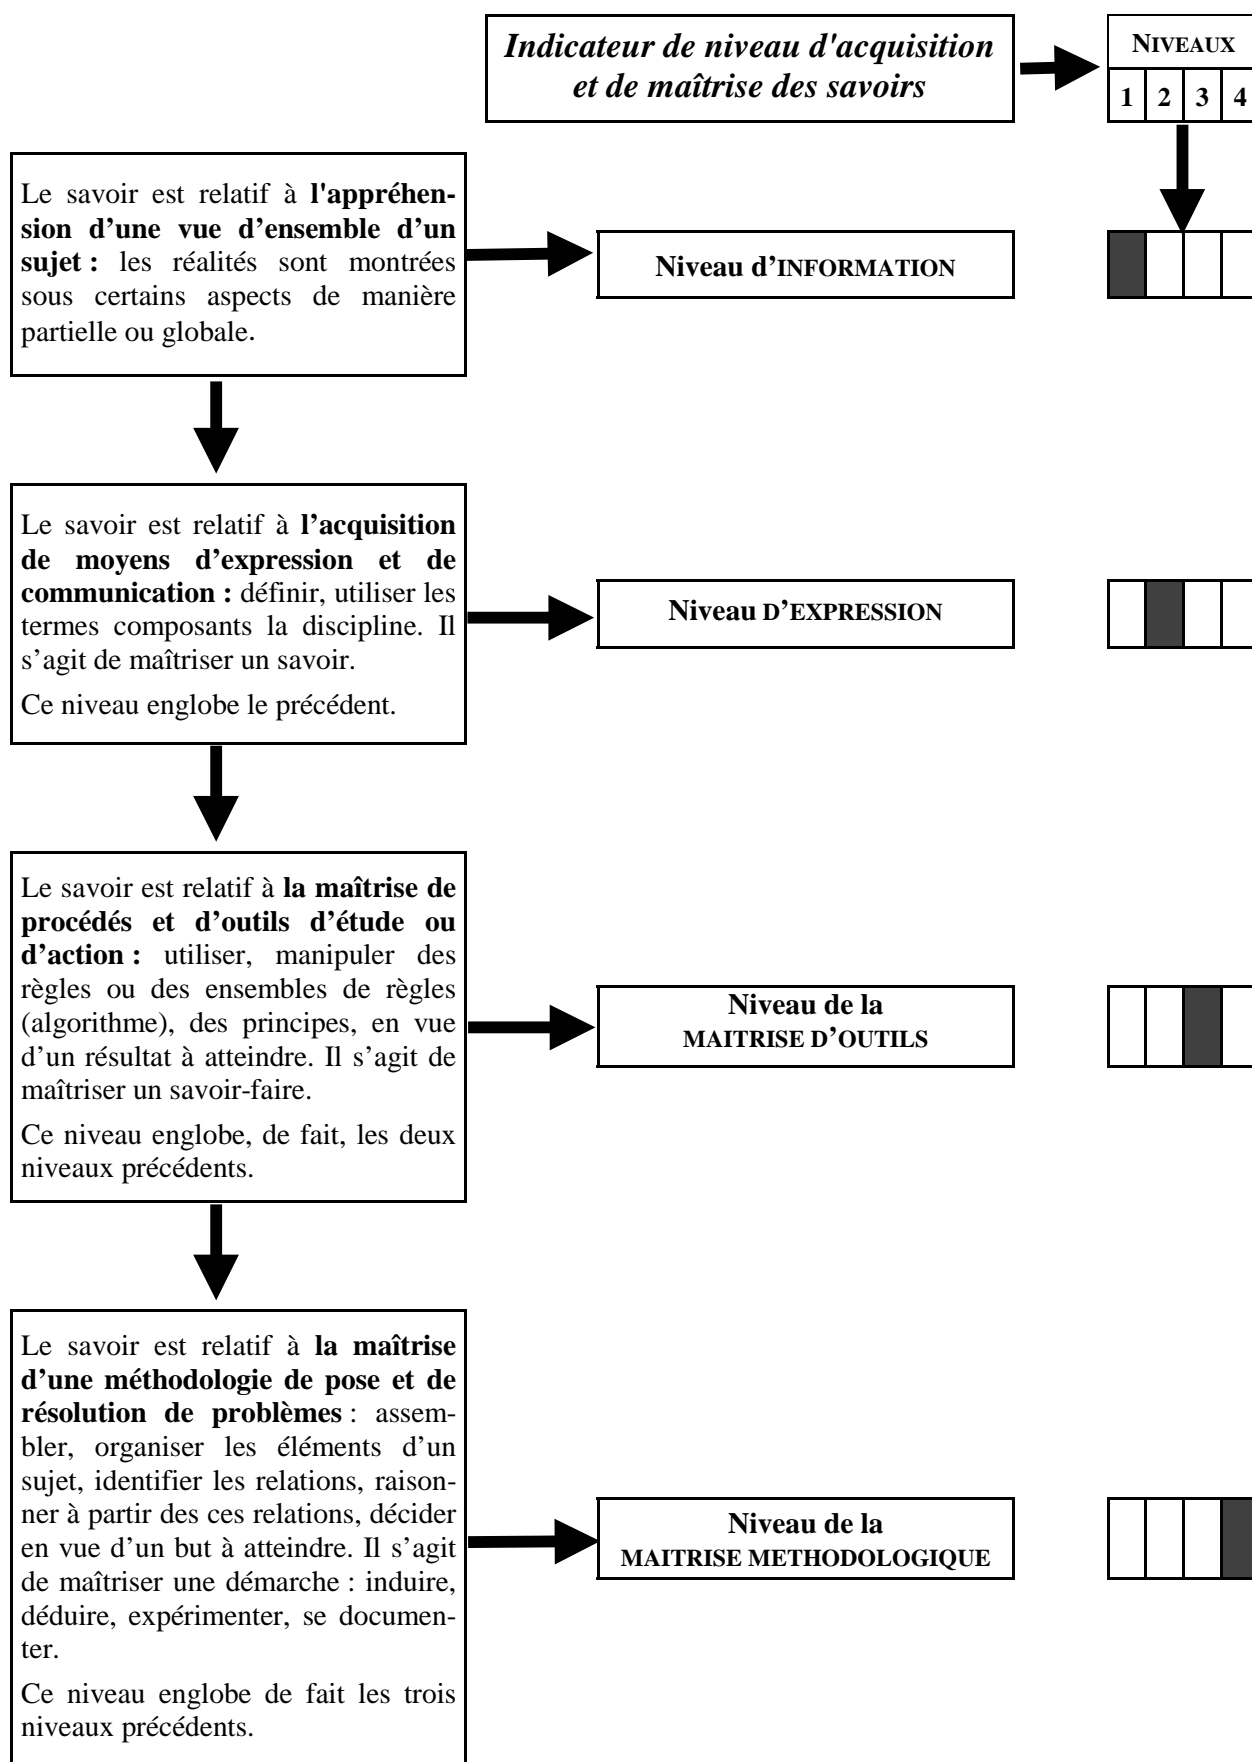 Indicateur de niveau d'acquisition
et de maîtrise des savoirs
NIVEAUX
1 2 3 4
Le savoir est relatif à l'appréhen-
sion d’une vue d’ensemble d’un
sujet : les réalités sont montrées
sous certains aspects de manière
partielle ou globale.
Niveau d’INFORMATION
Le savoir est relatif à l’acquisition
de moyens d’expression et de
communication : définir, utiliser les
termes composants la discipline. Il
s’agit de maîtriser un savoir.
Ce niveau englobe le précédent.
Niveau D’EXPRESSION
Le savoir est relatif à la maîtrise de
procédés et d’outils d’étude ou
d’action : utiliser, manipuler des
règles ou des ensembles de règles
(algorithme), des principes, en vue
d’un résultat à atteindre. Il s’agit de
maîtriser un savoir-faire.
Ce niveau englobe, de fait, les deux
niveaux précédents.
Niveau de la
MAITRISE D’OUTILS
Le savoir est relatif à la maîtrise
d’une méthodologie de pose et de
résolution de problèmes : assem-
bler, organiser les éléments d’un
sujet, identifier les relations, raison-
ner à partir des ces relations, décider
en vue d’un but à atteindre. Il s’agit
de maîtriser une démarche : induire,
déduire, expérimenter, se documen-
ter.
Ce niveau englobe de fait les trois
niveaux précédents.
Niveau de la
MAITRISE METHODOLOGIQUE